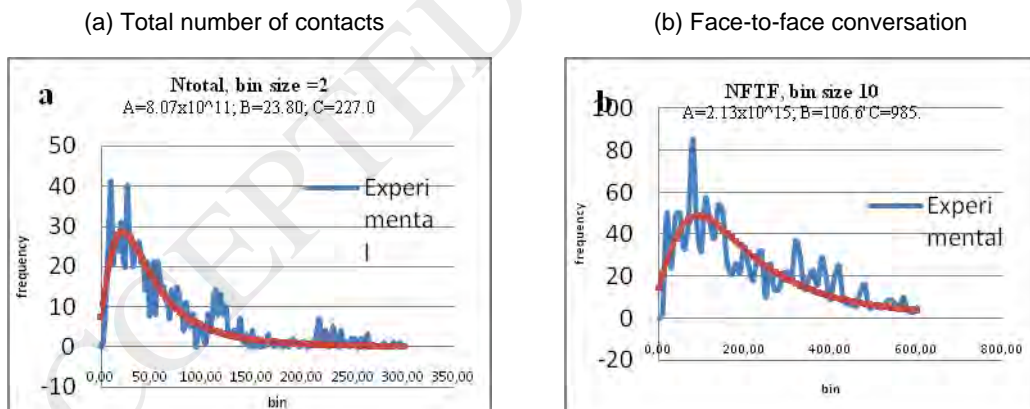 (a) Total number of contacts
(b) Face-to-face conversation
CCEPTED
a
Ntotal, bin size =2
A=8.07x10^11; B=23.80; C=227.0
50
40
30
20
10
0
-10
frequency
Experi
menta
l
0,00 50,00 100,00 150,00 200,00 250,00 300,00 350,00
bin
b
NFTF, bin size 10
A=2.13x10^15; B=106.6' C=985.
100
80
60
40
20
0
-20
frequency
Experi
mental
0,00 200,00 400,00 600,00 800,00
bin